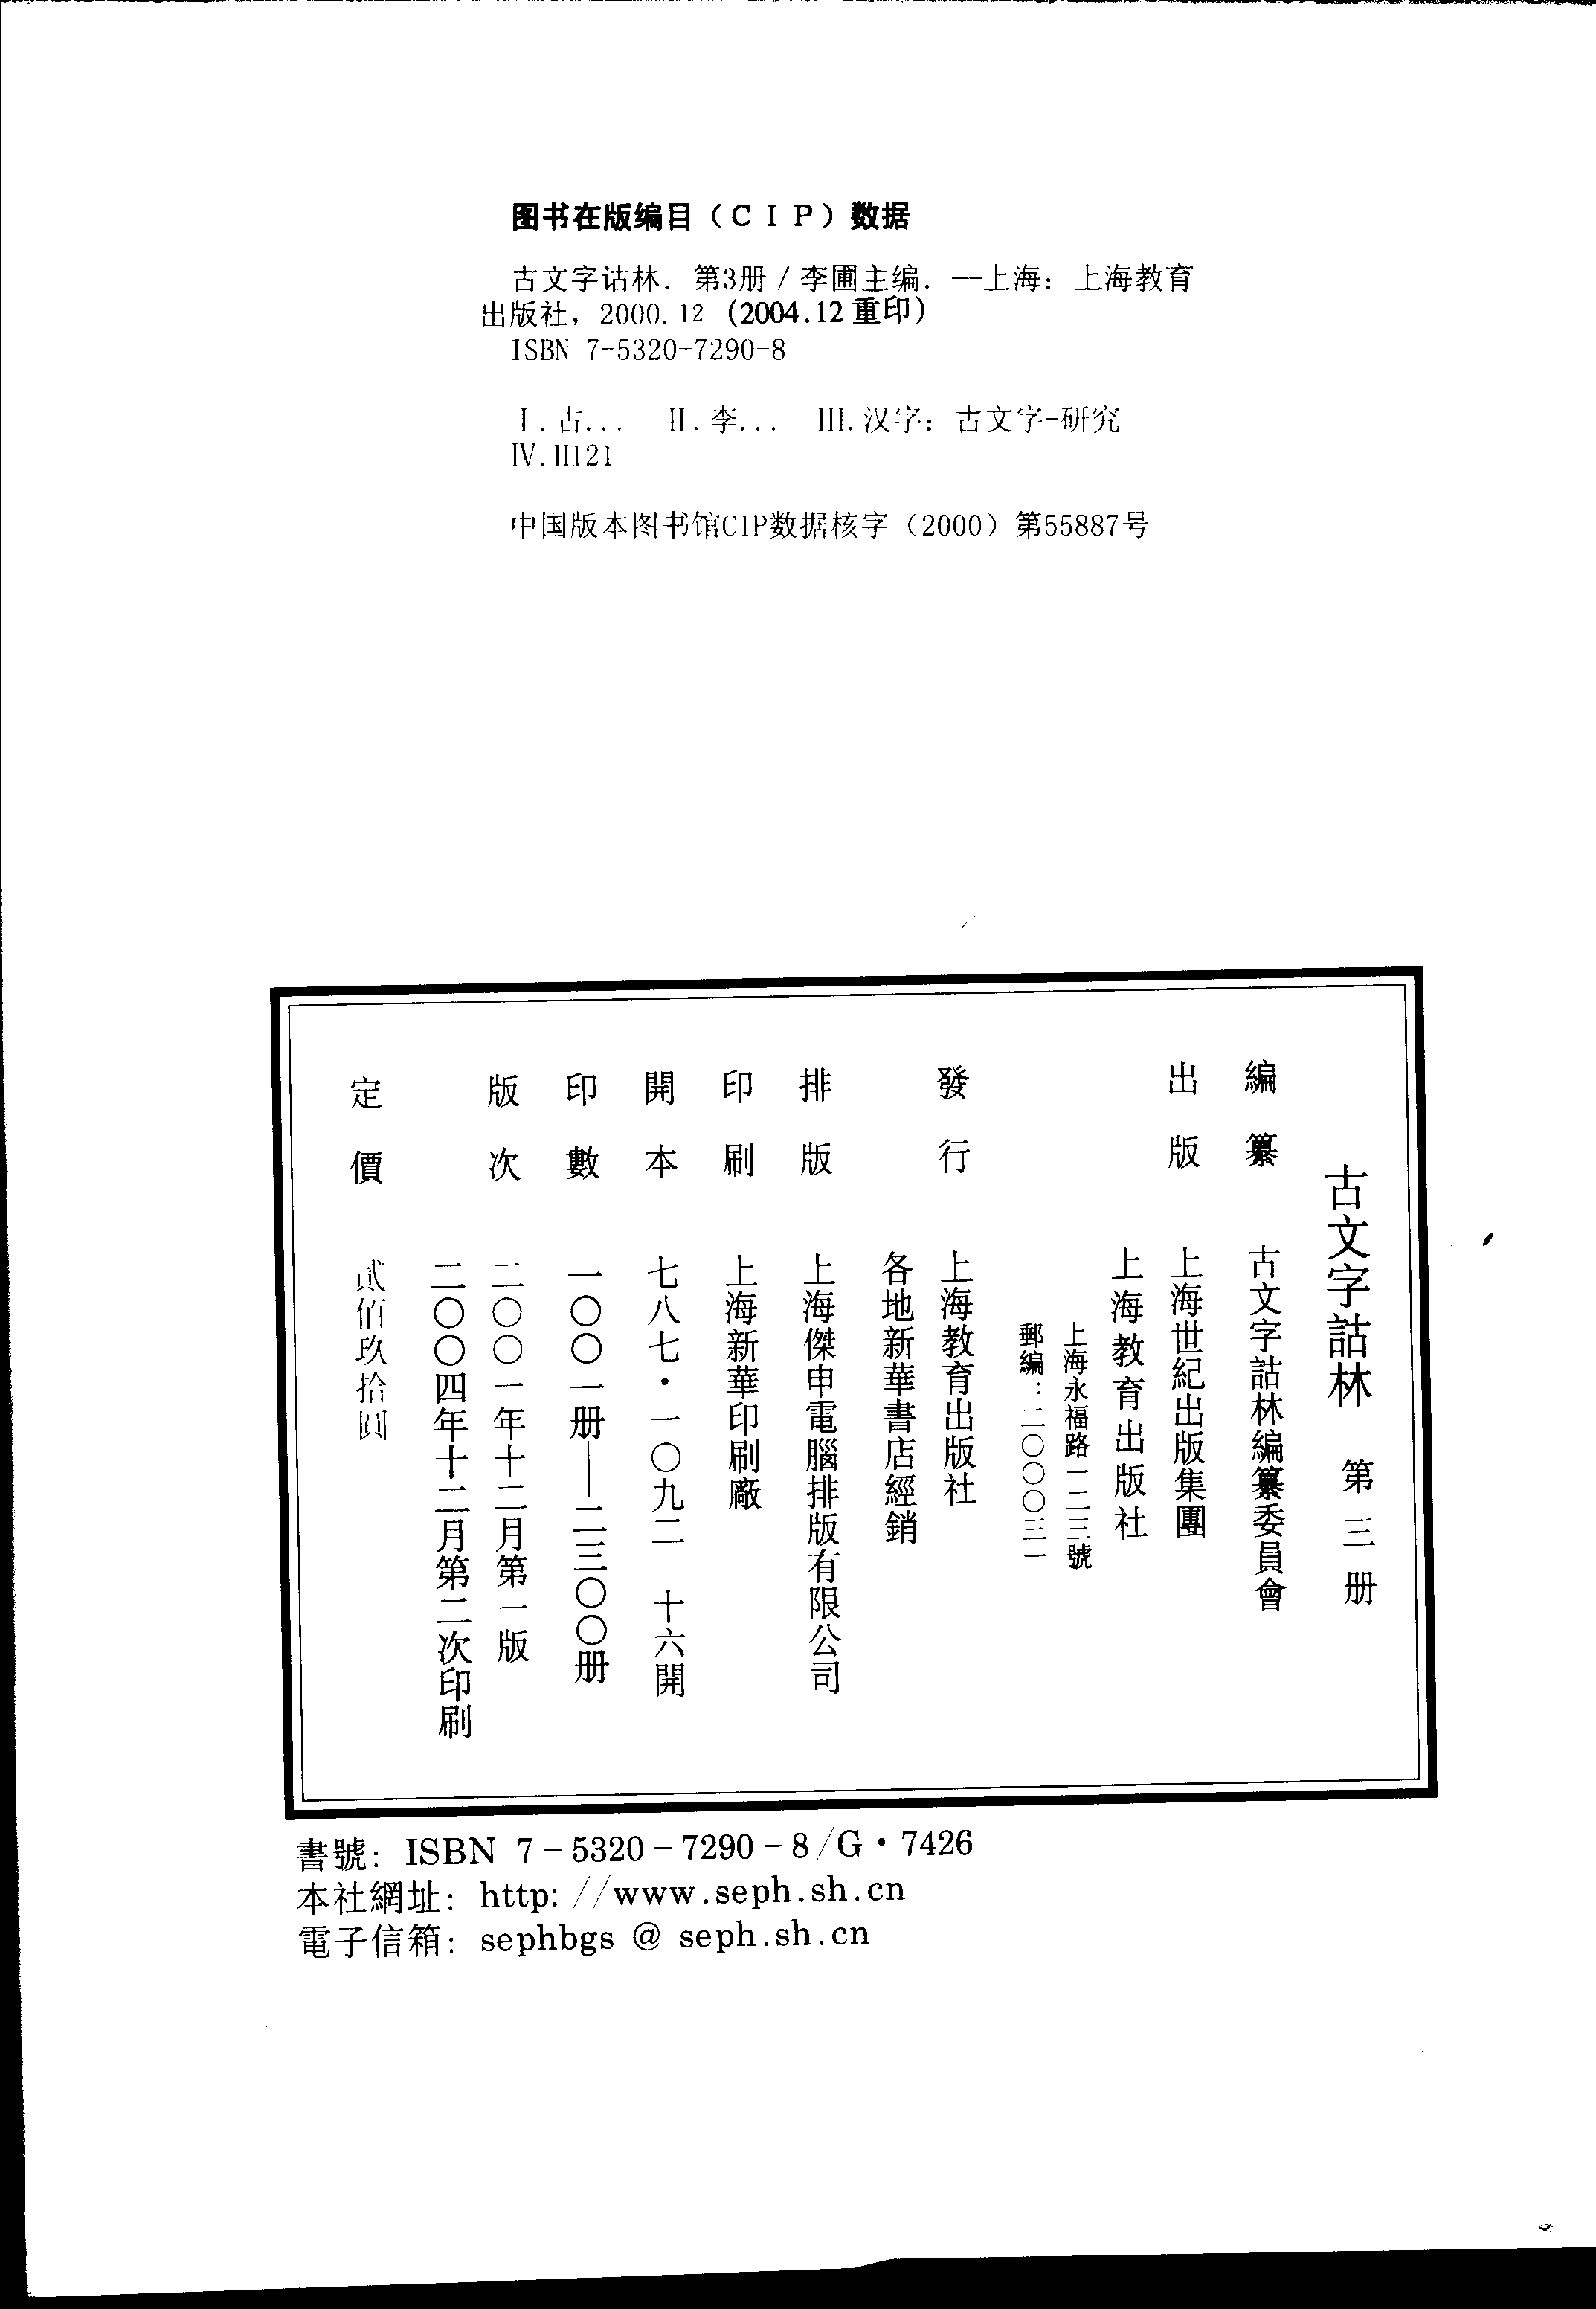 图书在版编目（CIP）数据
古文字诂林．第3册/李圃主编．—上海：上海教育
出版社，2000.12（2004.12重印）
ISBN 7-5320-7290-8
Ⅰ.古... Ⅱ.李... Ⅲ.汉字：古文字-研究
Ⅳ.H121
中国版本图书馆CIP数据核字（2000）第55887号
古文字詁林 第三册
編纂 古文字詁林編纂委員會
出版 上海世紀出版集團
上海教育出版社
上海永福路一二三號
郵編：二〇〇〇三一
發行 上海教育出版社
各地新華書店經銷
排版 上海傑申電腦排版有限公司
印刷 上海新華印刷廠
開本 七八七·一〇九二 十六開
印數 一〇〇一册——二三〇〇册
版次 二〇〇一年十二月第一版
二〇〇四年十二月第二次印刷
定價 貳佰玖拾圓
書號：ISBN 7－5320－7290－8/G·7426
本社網址：http://www.seph.sh.cn
電子信箱：sephbgs @ seph.sh.cn